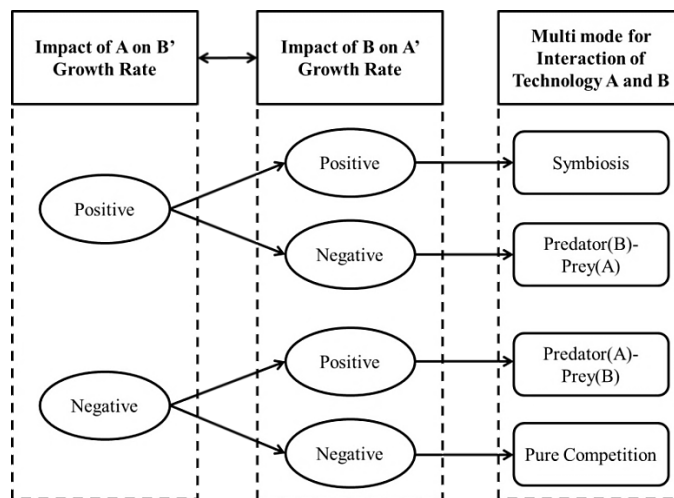 Impact of A on B'
Growth Rate
Impact of B on A'
Growth Rate
Multi mode for
Interaction of
Technology A and B
Positive
Positive
Symbiosis
Negative
Predator(B)-
Prey(A)
Negative
Positive
Predator(A)-
Prey(B)
Negative
Pure Competition